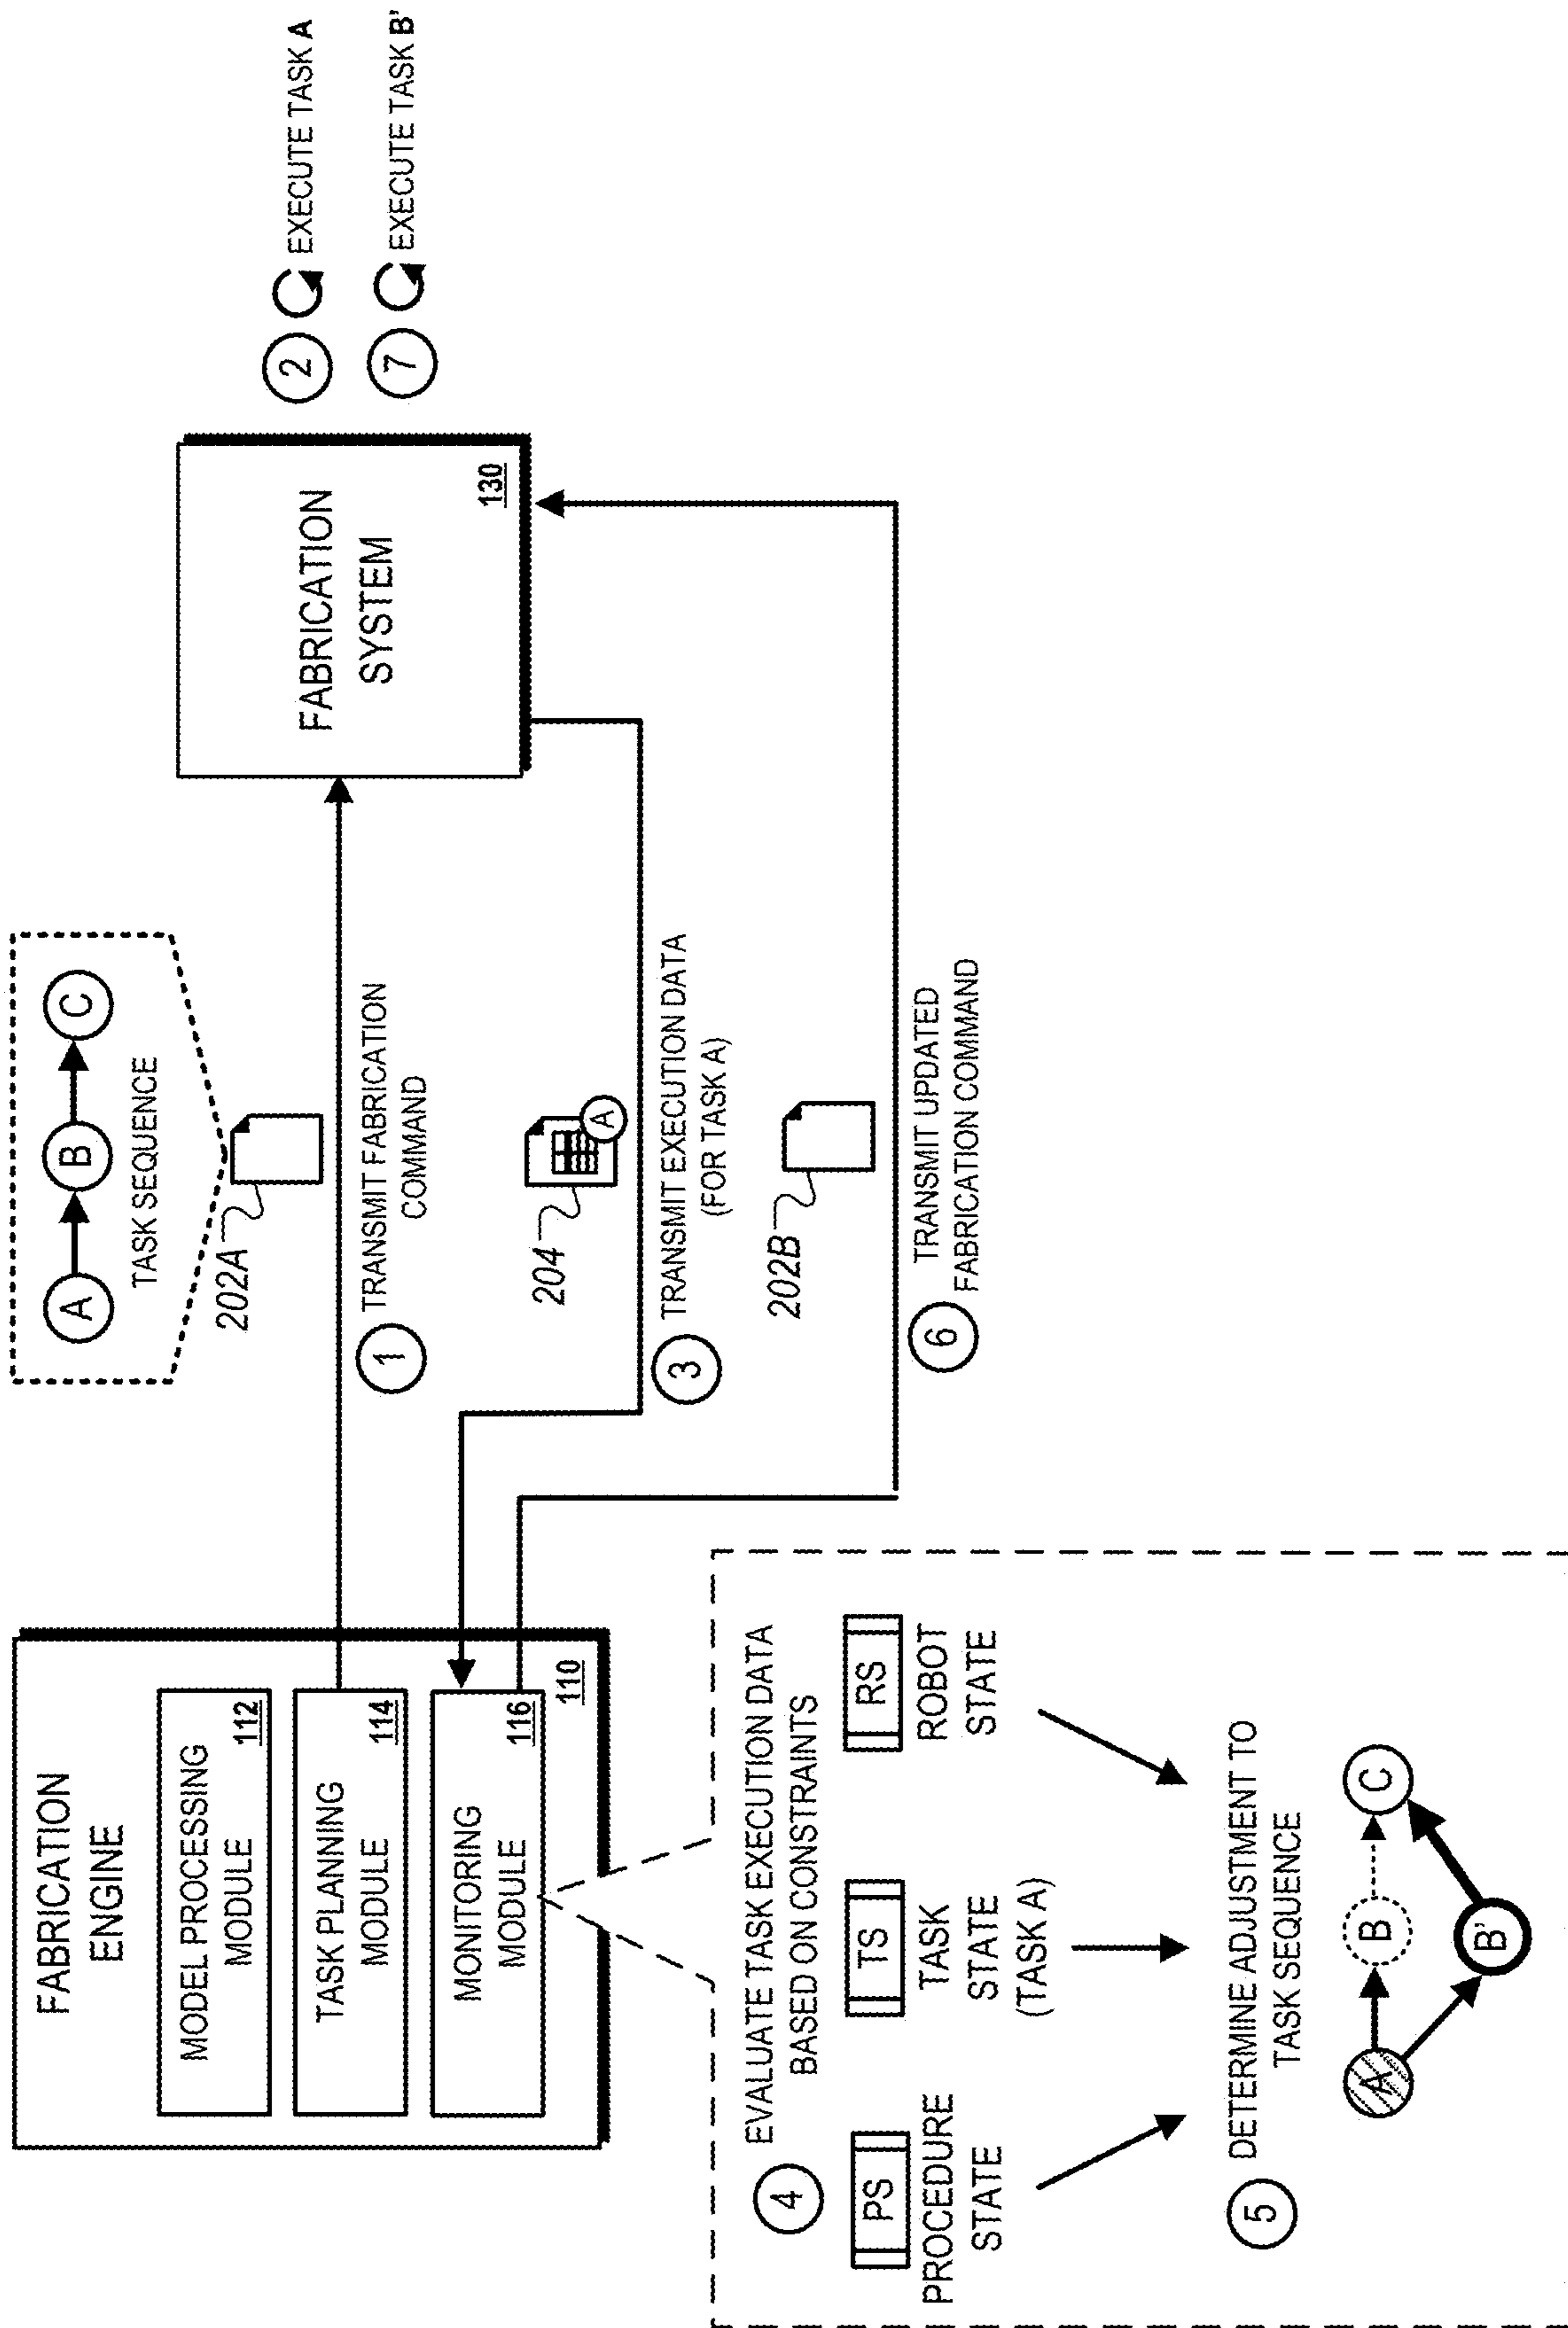 FABRICATION
ENGINE
MODEL PROCESSING
MODULE
112
TASK PLANNING
MODULE
114
MONITORING
MODULE
116
110
A
B
C
TASK SEQUENCE
202A
1
TRANSMIT FABRICATION
COMMAND
204
A
3
TRANSMIT EXECUTION DATA
(FOR TASK A)
202B
6
TRANSMIT UPDATED
FABRICATION COMMAND
FABRICATION
SYSTEM
130
2
EXECUTE TASK A
7
EXECUTE TASK B'
4
EVALUATE TASK EXECUTION DATA
BASED ON CONSTRAINTS
PS
PROCEDURE
STATE
TS
TASK
STATE
(TASK A)
RS
ROBOT
STATE
5
DETERMINE ADJUSTMENT TO
TASK SEQUENCE
A
B
C
B'